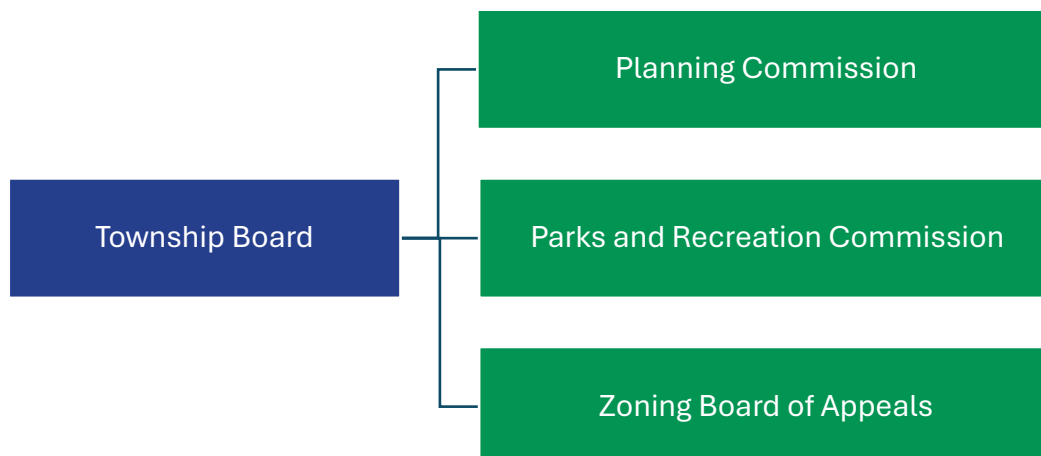 Township Board
Planning Commission
Parks and Recreation Commission
Zoning Board of Appeals